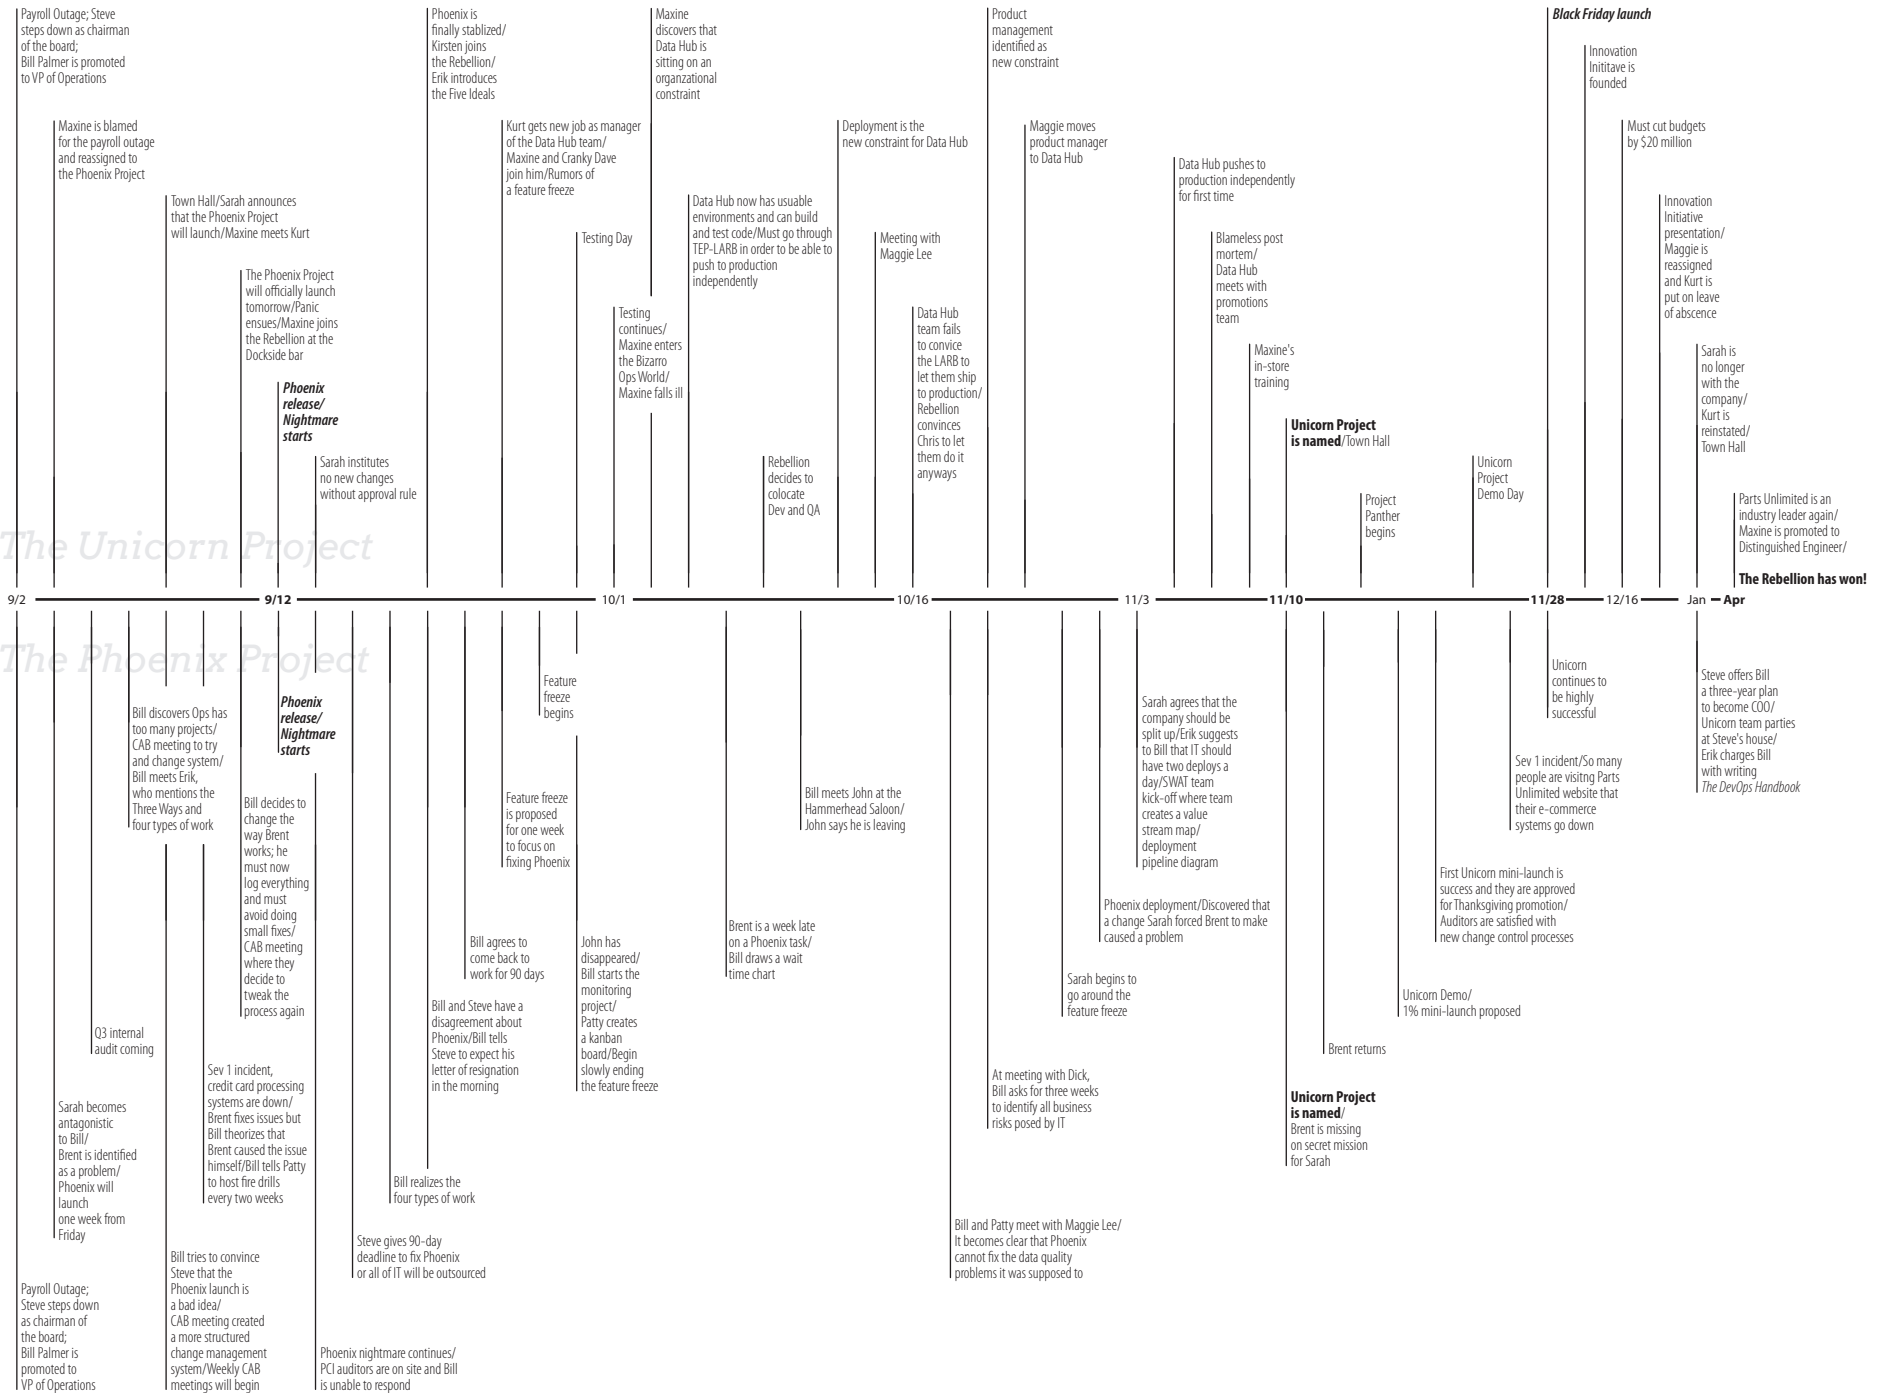 Payroll Outage; Steve
steps down as chairman
of the board;
Bill Palmer is promoted
to VP of Operations
Maxine is blamed
for the payroll outage
and reassigned to
the Phoenix Project
Town Hall/Sarah announces
that the Phoenix Project
will launch/Maxine meets Kurt
The Phoenix Project
will officially launch
tomorrow/Panic
ensues/Maxine joins
the Rebellion at the
Dockside bar
Phoenix
release/
Nightmare
starts
Sarah institutes
no new changes
without approval rule
Phoenix is
finally stablized/
Kirsten joins
the Rebellion/
Erik introduces
the Five Ideals
Kurt gets new job as manager
of the Data Hub team/
Maxine and Cranky Dave
join him/Rumors of
a feature freeze
Testing Day
Testing
continues/
Maxine enters
the Bizarro
Ops World/
Maxine falls ill
Maxine
discovers that
Data Hub is
sitting on an
organzational
constraint
Data Hub now has usuable
environments and can build
and test code/Must go through
TEP-LARB in order to be able to
push to production
independently
Rebellion
decides to
colocate
Dev and QA
Deployment is the
new constraint for Data Hub
Meeting with
Maggie Lee
Data Hub
team fails
to convice
the LARB to
let them ship
to production/
Rebellion
convinces
Chris to let
them do it
anyways
Product
management
identified as
new constraint
Maggie moves
product manager
to Data Hub
Data Hub pushes to
production independently
for first time
Blameless post
mortem/
Data Hub
meets with
promotions
team
Maxine's
in-store
training
Unicorn Project
is named/Town Hall
Project
Panther
begins
Unicorn
Project
Demo Day
Black Friday launch
Innovation
Inititave is
founded
Must cut budgets
by $20 million
Innovation
Initiative
presentation/
Maggie is
reassigned
and Kurt is
put on leave
of abscence
Sarah is
no longer
with the
company/
Kurt is
reinstated/
Town Hall
Parts Unlimited is an
industry leader again/
Maxine is promoted to
Distinguished Engineer/
The Rebellion has won!
The Unicorn Project
9/2 9/12 10/1 10/16 11/3 11/10 11/28 12/16 Jan Apr
The Phoenix Project
Payroll Outage;
Steve steps down
as chairman of
the board;
Bill Palmer is
promoted to
VP of Operations
Sarah becomes
antagonistic
to Bill/
Brent is identified
as a problem/
Phoenix will
launch
one week from
Friday
Q3 internal
audit coming
Bill discovers Ops has
too many projects/
CAB meeting to try
and change system/
Bill meets Erik,
who mentions the
Three Ways and
four types of work
Bill tries to convince
Steve that the
Phoenix launch is
a bad idea/
CAB meeting created
a more structured
change management
system/Weekly CAB
meetings will begin
Sev 1 incident,
credit card processing
systems are down/
Brent fixes issues but
Bill theorizes that
Brent caused the issue
himself/Bill tells Patty
to host fire drills
every two weeks
Bill decides to
change the
way Brent
works; he
must now
log everything
and must
avoid doing
small fixes/
CAB meeting
where they
decide to
tweak the
process again
Phoenix
release/
Nightmare
starts
Phoenix nightmare continues/
PCI auditors are on site and Bill
is unable to respond
Steve gives 90-day
deadline to fix Phoenix
or all of IT will be outsourced
Bill realizes the
four types of work
Bill and Steve have a
disagreement about
Phoenix/Bill tells
Steve to expect his
letter of resignation
in the morning
Bill agrees to
come back to
work for 90 days
Feature freeze
is proposed
for one week
to focus on
fixing Phoenix
Feature
freeze
begins
John has
disappeared/
Bill starts the
monitoring
project/
Patty creates
a kanban
board/Begin
slowly ending
the feature freeze
Brent is a week late
on a Phoenix task/
Bill draws a wait
time chart
Bill meets John at the
Hammerhead Saloon/
John says he is leaving
Bill and Patty meet with Maggie Lee/
It becomes clear that Phoenix
cannot fix the data quality
problems it was supposed to
At meeting with Dick,
Bill asks for three weeks
to identify all business
risks posed by IT
Sarah begins to
go around the
feature freeze
Phoenix deployment/Discovered that
a change Sarah forced Brent to make
caused a problem
Sarah agrees that the
company should be
split up/Erik suggests
to Bill that IT should
have two deploys a
day/SWAT team
kick-off where team
creates a value
stream map/
deployment
pipeline diagram
Unicorn Project
is named/
Brent is missing
on secret mission
for Sarah
Brent returns
Unicorn Demo/
1% mini-launch proposed
First Unicorn mini-launch is
success and they are approved
for Thanksgiving promotion/
Auditors are satisfied with
new change control processes
Sev 1 incident/So many
people are visitng Parts
Unlimited website that
their e-commerce
systems go down
Unicorn
continues to
be highly
successful
Steve offers Bill
a three-year plan
to become COO/
Unicorn team parties
at Steve's house/
Erik charges Bill
with writing
The DevOps Handbook